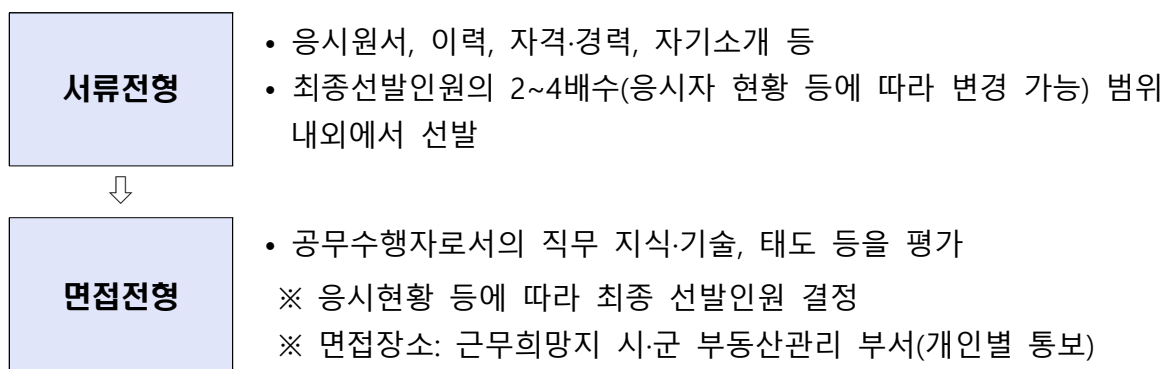 서류전형
• 응시원서, 이력, 자격·경력, 자기소개 등
• 최종선발인원의 2~4배수(응시자 현황 등에 따라 변경 가능) 범위
내외에서 선발
⇩
면접전형
• 공무수행자로서의 직무 지식·기술, 태도 등을 평가
※ 응시현황 등에 따라 최종 선발인원 결정
※ 면접장소: 근무희망지 시·군 부동산관리 부서(개인별 통보)